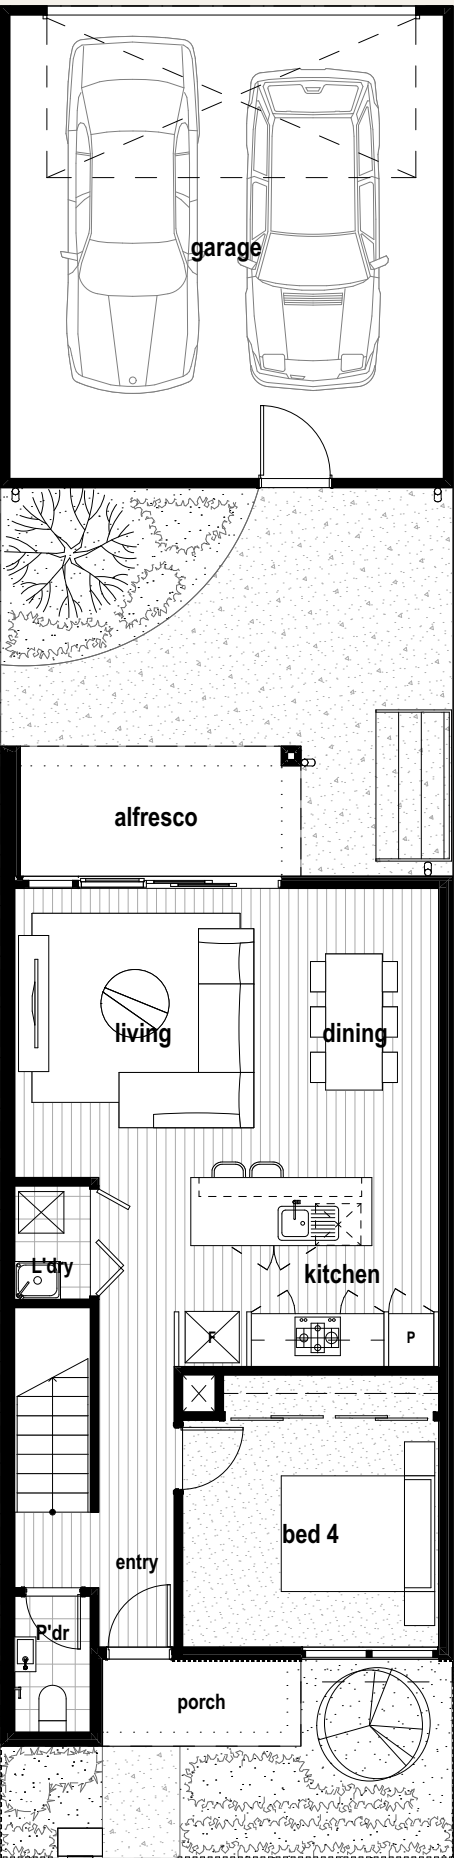 garage
alfresco
living
dining
L'dry
kitchen
F
P
bed 4
entry
P'dr
porch